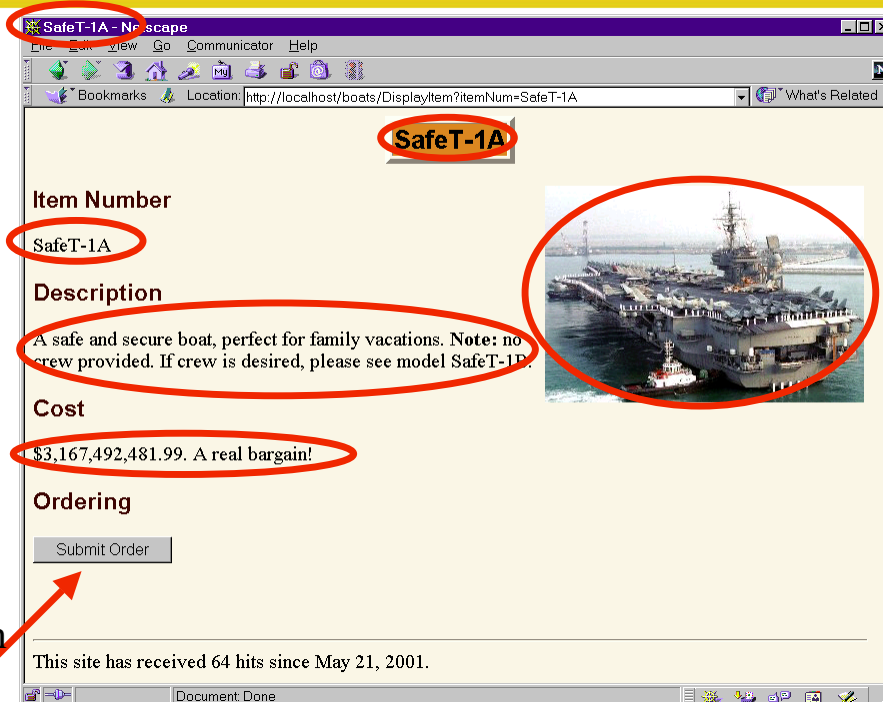 SafeT-1A - Netscape
File Edit View Go Communicator Help
My
Bookmarks Location: http://localhost/boats/DisplayItem?itemNum=SafeT-1A What's Related
SafeT-1A
Item Number
SafeT-1A
Description
A safe and secure boat, perfect for family vacations. Note: no
crew provided. If crew is desired, please see model SafeT-1B.
Cost
$3,167,492,481.99. A real bargain!
Ordering
Submit Order
This site has received 64 hits since May 21, 2001.
Document: Done